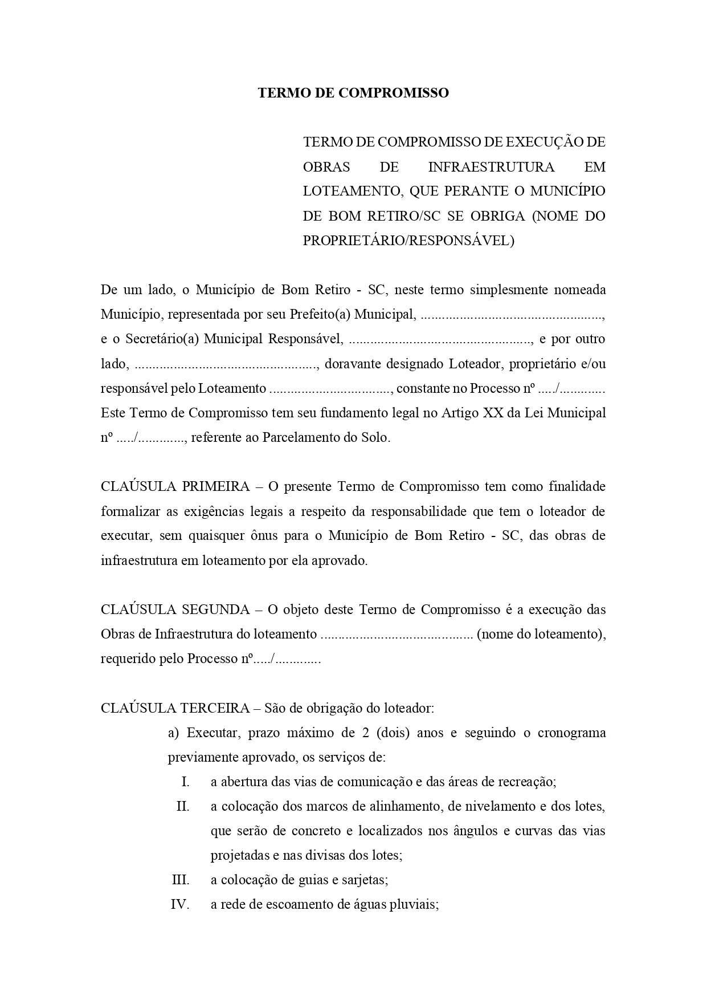 TERMO DE COMPROMISSO
TERMO DE COMPROMISSO DE EXECUÇÃO DE
OBRAS DE INFRAESTRUTURA EM
LOTEAMENTO, QUE PERANTE O MUNICÍPIO
DE BOM RETIRO/SC SE OBRIGA (NOME DO
PROPRIETÁRIO/RESPONSÁVEL)
De um lado, o Município de Bom Retiro - SC, neste termo simplesmente nomeada
Município, representada por seu Prefeito(a) Municipal, ..................................................,
e o Secretário(a) Municipal Responsável, .................................................., e por outro
lado, .................................................., doravante designado Loteador, proprietário e/ou
responsável pelo Loteamento .................................., constante no Processo nº ...../.............
Este Termo de Compromisso tem seu fundamento legal no Artigo XX da Lei Municipal
nº ...../............., referente ao Parcelamento do Solo.
CLAÚSULA PRIMEIRA – O presente Termo de Compromisso tem como finalidade
formalizar as exigências legais a respeito da responsabilidade que tem o loteador de
executar, sem quaisquer ônus para o Município de Bom Retiro - SC, das obras de
infraestrutura em loteamento por ela aprovado.
CLAÚSULA SEGUNDA – O objeto deste Termo de Compromisso é a execução das
Obras de Infraestrutura do loteamento ........................................... (nome do loteamento),
requerido pelo Processo nº...../.............
CLAÚSULA TERCEIRA – São de obrigação do loteador:
a) Executar, prazo máximo de 2 (dois) anos e seguindo o cronograma
previamente aprovado, os serviços de:
I. a abertura das vias de comunicação e das áreas de recreação;
II. a colocação dos marcos de alinhamento, de nivelamento e dos lotes,
que serão de concreto e localizados nos ângulos e curvas das vias
projetadas e nas divisas dos lotes;
III. a colocação de guias e sarjetas;
IV. a rede de escoamento de águas pluviais;